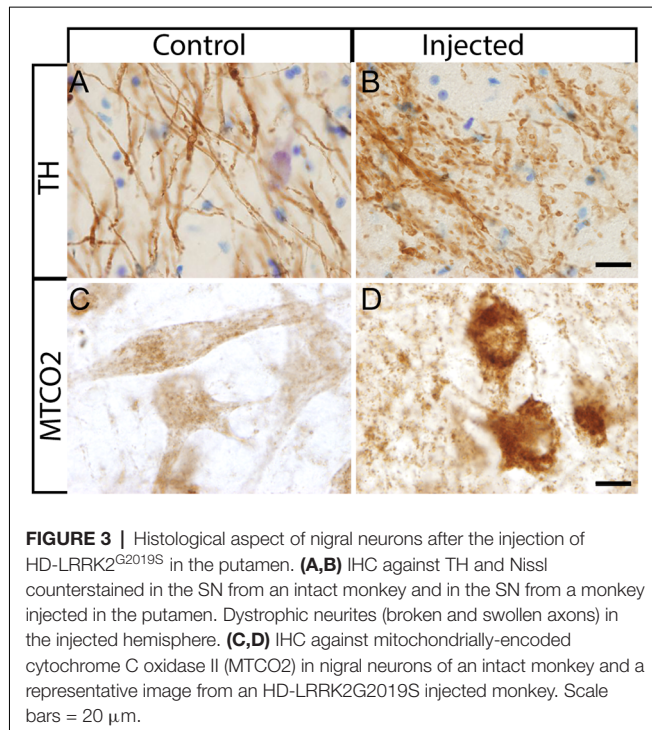 Control
Injected
A
B
TH
C
D
MTCO2
FIGURE 3 | Histological aspect of nigral neurons after the injection of
HD-LRRK2G2019S in the putamen. (A,B) IHC against TH and Nissl
counterstained in the SN from an intact monkey and in the SN from a monkey
injected in the putamen. Dystrophic neurites (broken and swollen axons) in
the injected hemisphere. (C,D) IHC against mitochondrially-encoded
cytochrome C oxidase II (MTCO2) in nigral neurons of an intact monkey and a
representative image from an HD-LRRK2G2019S injected monkey. Scale
bars = 20 μm.